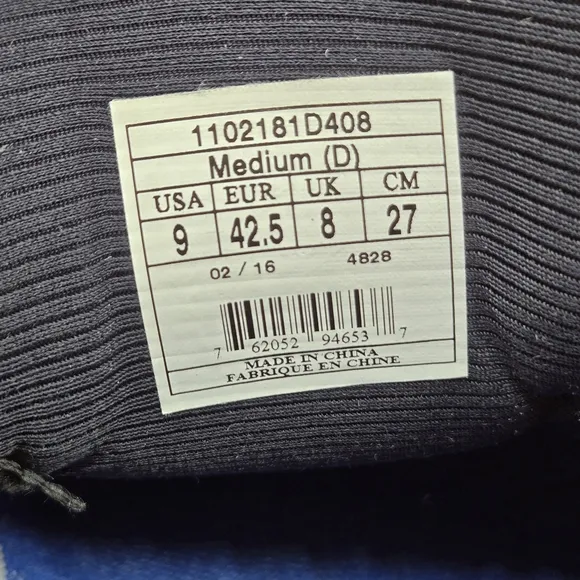 1102181D408
Medium (D)
USA EUR UK CM
9 42.5 8 27
02 / 16 4828
7 62052 94653 7
MADE IN CHINA
FABRIQUE EN CHINE